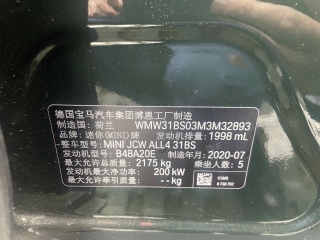 德国宝马汽车集团博恩工厂制造
制造国：荷兰 WMW31BS03M3M32893
品牌：迷你(MINI)牌 发动机排量：1998 mL
整车型号：MINI JCW ALL4 31BS
发动机型号：B48A20E 制造年月：2020-07
最大允许总质量：2175 kg 乘坐人数：5
发动机最大净功率：200 kW
最大允许牵引总质量：-- kg